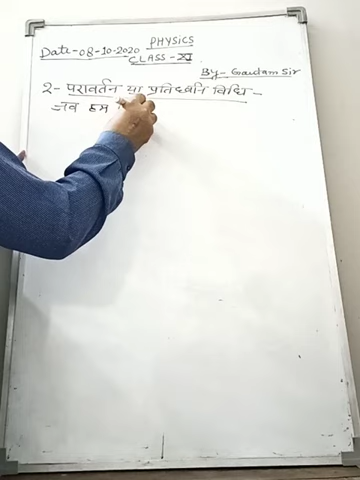 PHYSICS
Date-08-10-2020
CLASS-XI
By- Gautam Sir
2- परावर्तन या प्रतिध्वनि विधि -
जब हम